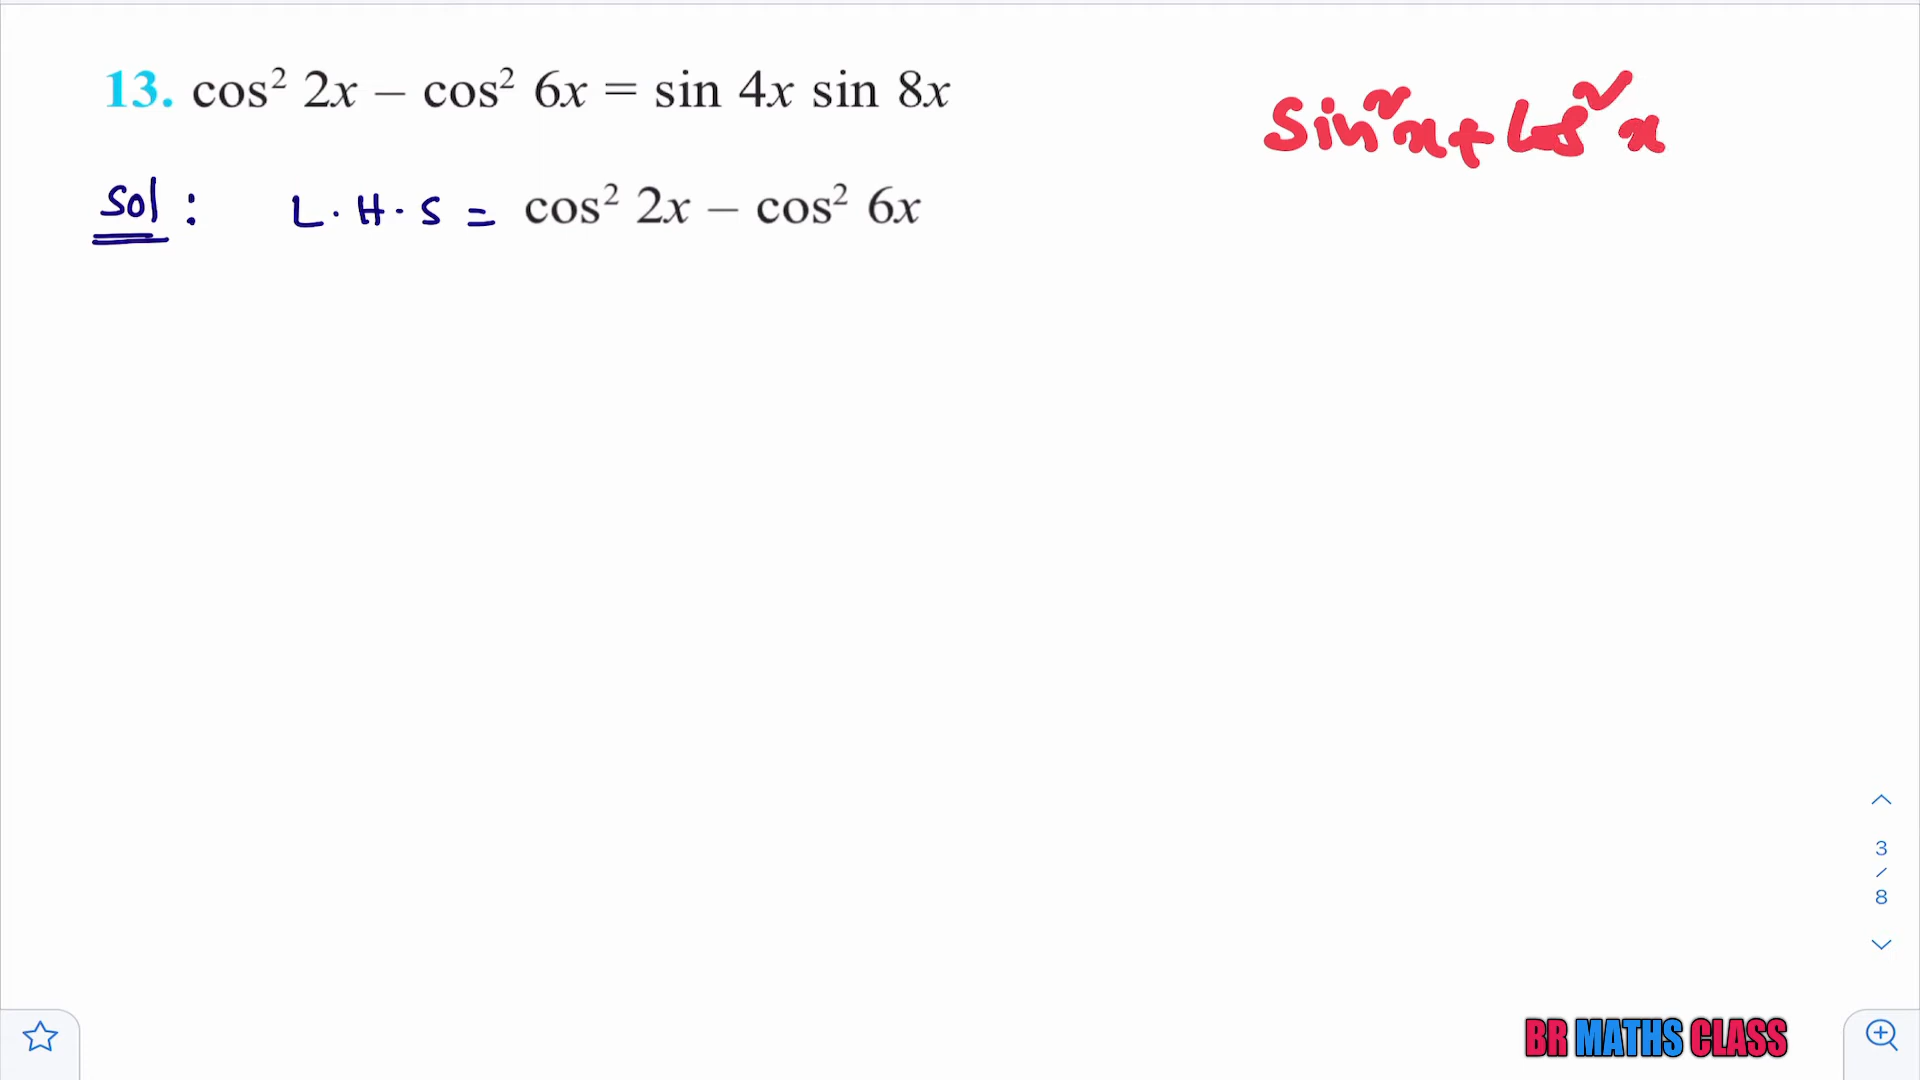 13. cos² 2x – cos² 6x = sin 4x sin 8x
Sin²x + Cos²x
Sol : L.H.S = cos² 2x – cos² 6x
3
/
8
BR MATHS CLASS